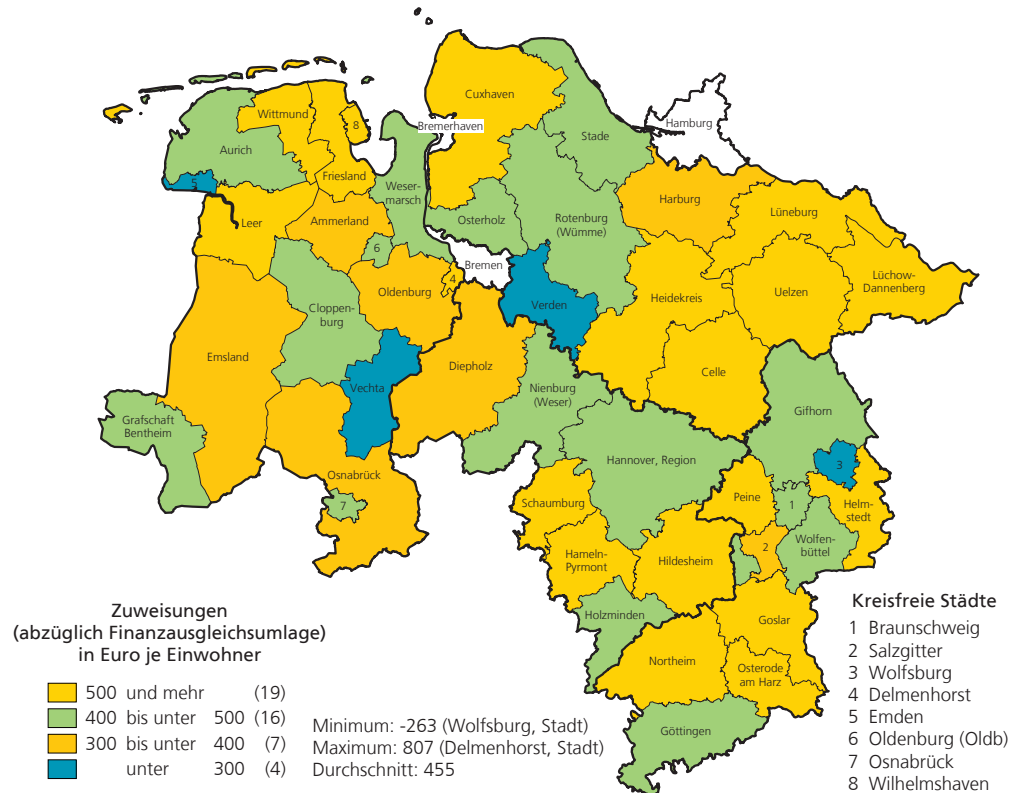 Cuxhaven
Wittmund
8
Bremerhaven
Hamburg
Stade
Aurich
Friesland
5
Weser-
marsch
Harburg
Leer
Ammerland
Osterholz
Rotenburg
(Wümme)
Lüneburg
6
Bremen
4
Oldenburg
Lüchow-
Dannenberg
Cloppen-
burg
Verden
Heidekreis
Uelzen
Emsland
Diepholz
Celle
Vechta
Nienburg
(Weser)
Gifhorn
Grafschaft
Bentheim
Hannover, Region
3
Osnabrück
7
Schaumburg
Peine
1
Helm-
stedt
2
Wolfen-
büttel
Hameln-
Pyrmont
Hildesheim
Holzminden
Goslar
Northeim
Osterode
am Harz
Göttingen
Zuweisungen
(abzüglich Finanzausgleichsumlage)
in Euro je Einwohner
500 und mehr (19)
400 bis unter 500 (16)
300 bis unter 400 (7)
unter 300 (4)
Minimum: -263 (Wolfsburg, Stadt)
Maximum: 807 (Delmenhorst, Stadt)
Durchschnitt: 455
Kreisfreie Städte
1 Braunschweig
2 Salzgitter
3 Wolfsburg
4 Delmenhorst
5 Emden
6 Oldenburg (Oldb)
7 Osnabrück
8 Wilhelmshaven